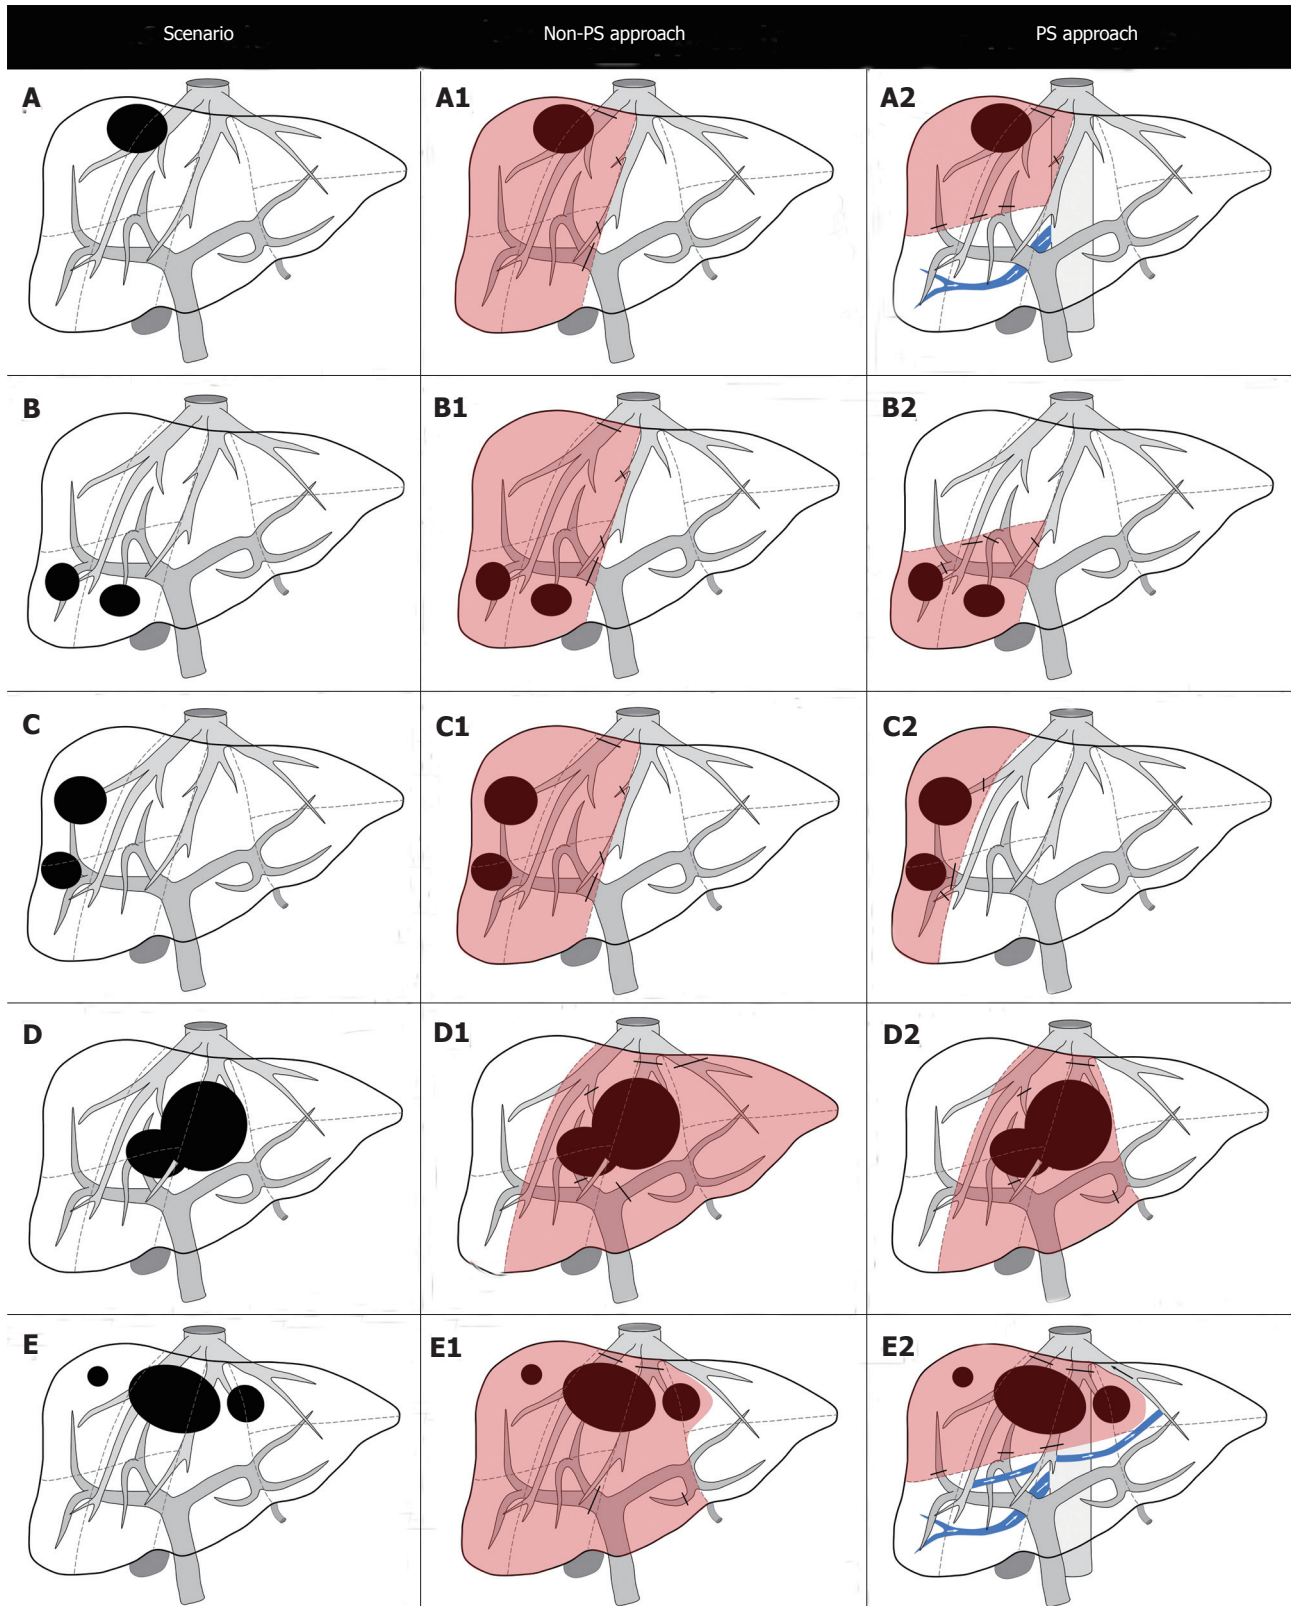 Scenario Non-PS approach PS approach
A A1 A2
B B1 B2
C C1 C2
D D1 D2
E E1 E2